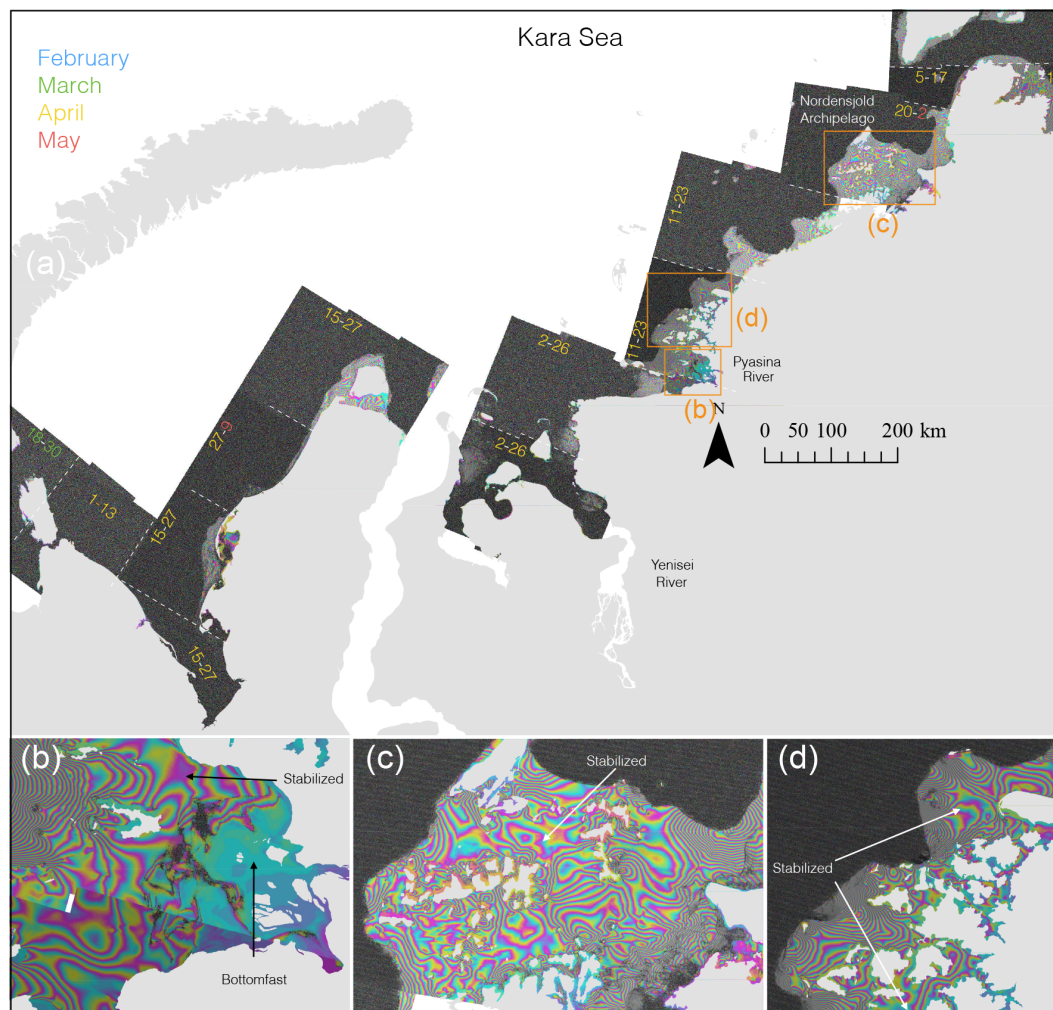 Kara Sea
February
March
April
May
5-17
Nordensjold
Archipelago
20-2
(c)
(a)
11-23
(d)
11-23
15-27
2-26
Pyasina
River
(b)
N
0 50 100 200 km
27-9
18-30
2-26
1-13
15-27
Yenisei
River
15-27
(b)
Stabilized
Bottomfast
(c)
Stabilized
(d)
Stabilized